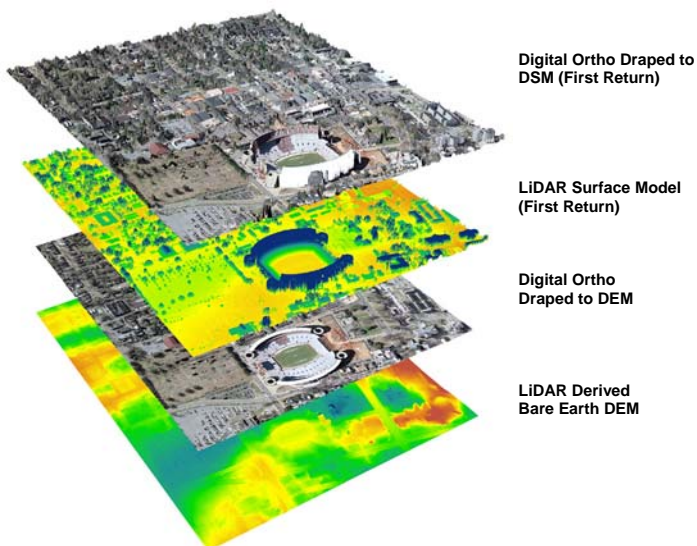 Digital Ortho Draped to
DSM (First Return)
LiDAR Surface Model
(First Return)
Digital Ortho
Draped to DEM
LiDAR Derived
Bare Earth DEM